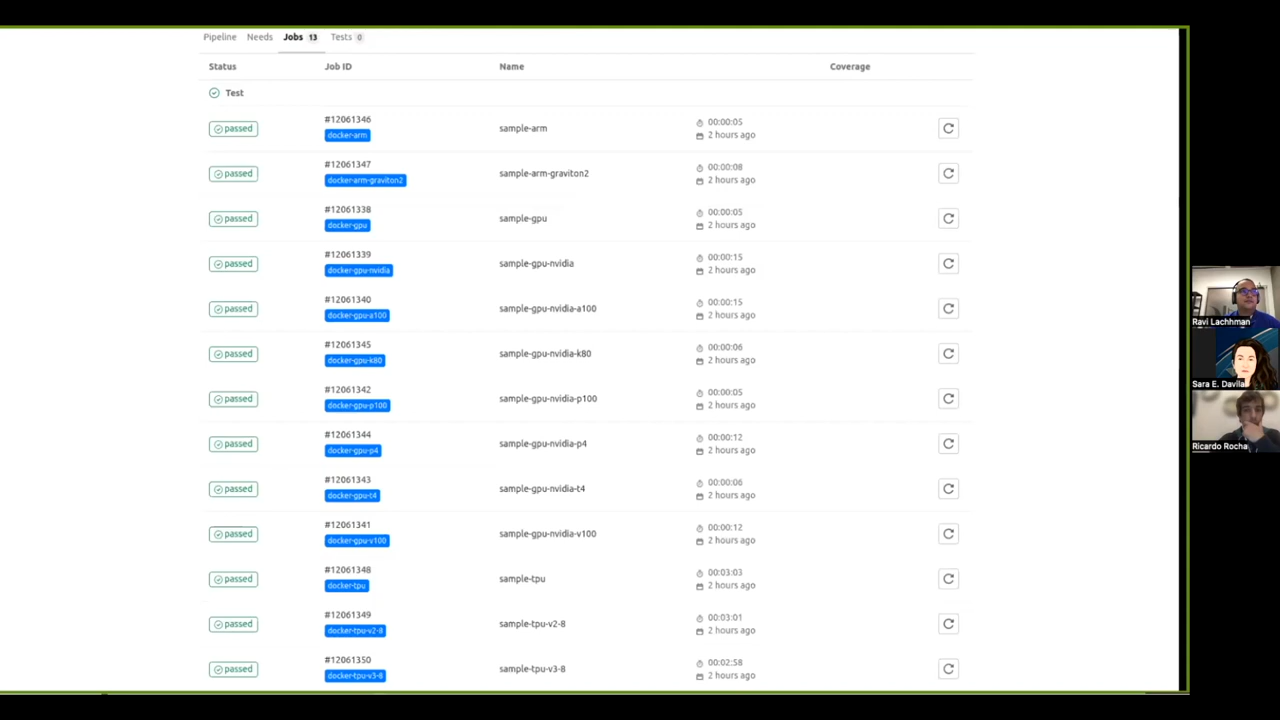 Pipeline Needs Jobs 13 Tests 0
Status Job ID Name Coverage
Test
passed #12061346 sample-arm 00:00:05
docker-arm 2 hours ago
passed #12061347 sample-arm-graviton2 00:00:08
docker-arm-graviton2 2 hours ago
passed #12061338 sample-gpu 00:00:05
docker-gpu 2 hours ago
passed #12061339 sample-gpu-nvidia 00:00:15
docker-gpu-nvidia 2 hours ago
passed #12061340 sample-gpu-nvidia-a100 00:00:15
docker-gpu-a100 2 hours ago
passed #12061345 sample-gpu-nvidia-k80 00:00:06
docker-gpu-k80 2 hours ago
passed #12061342 sample-gpu-nvidia-p100 00:00:05
docker-gpu-p100 2 hours ago
passed #12061344 sample-gpu-nvidia-p4 00:00:12
docker-gpu-p4 2 hours ago
passed #12061343 sample-gpu-nvidia-t4 00:00:06
docker-gpu-t4 2 hours ago
passed #12061341 sample-gpu-nvidia-v100 00:00:12
docker-gpu-v100 2 hours ago
passed #12061348 sample-tpu 00:03:03
docker-tpu 2 hours ago
passed #12061349 sample-tpu-v2-8 00:03:01
docker-tpu-v2-8 2 hours ago
passed #12061350 sample-tpu-v3-8 00:02:58
docker-tpu-v3-8 2 hours ago
Ravi Lachhman
Sara E. Davila
Ricardo Rocha